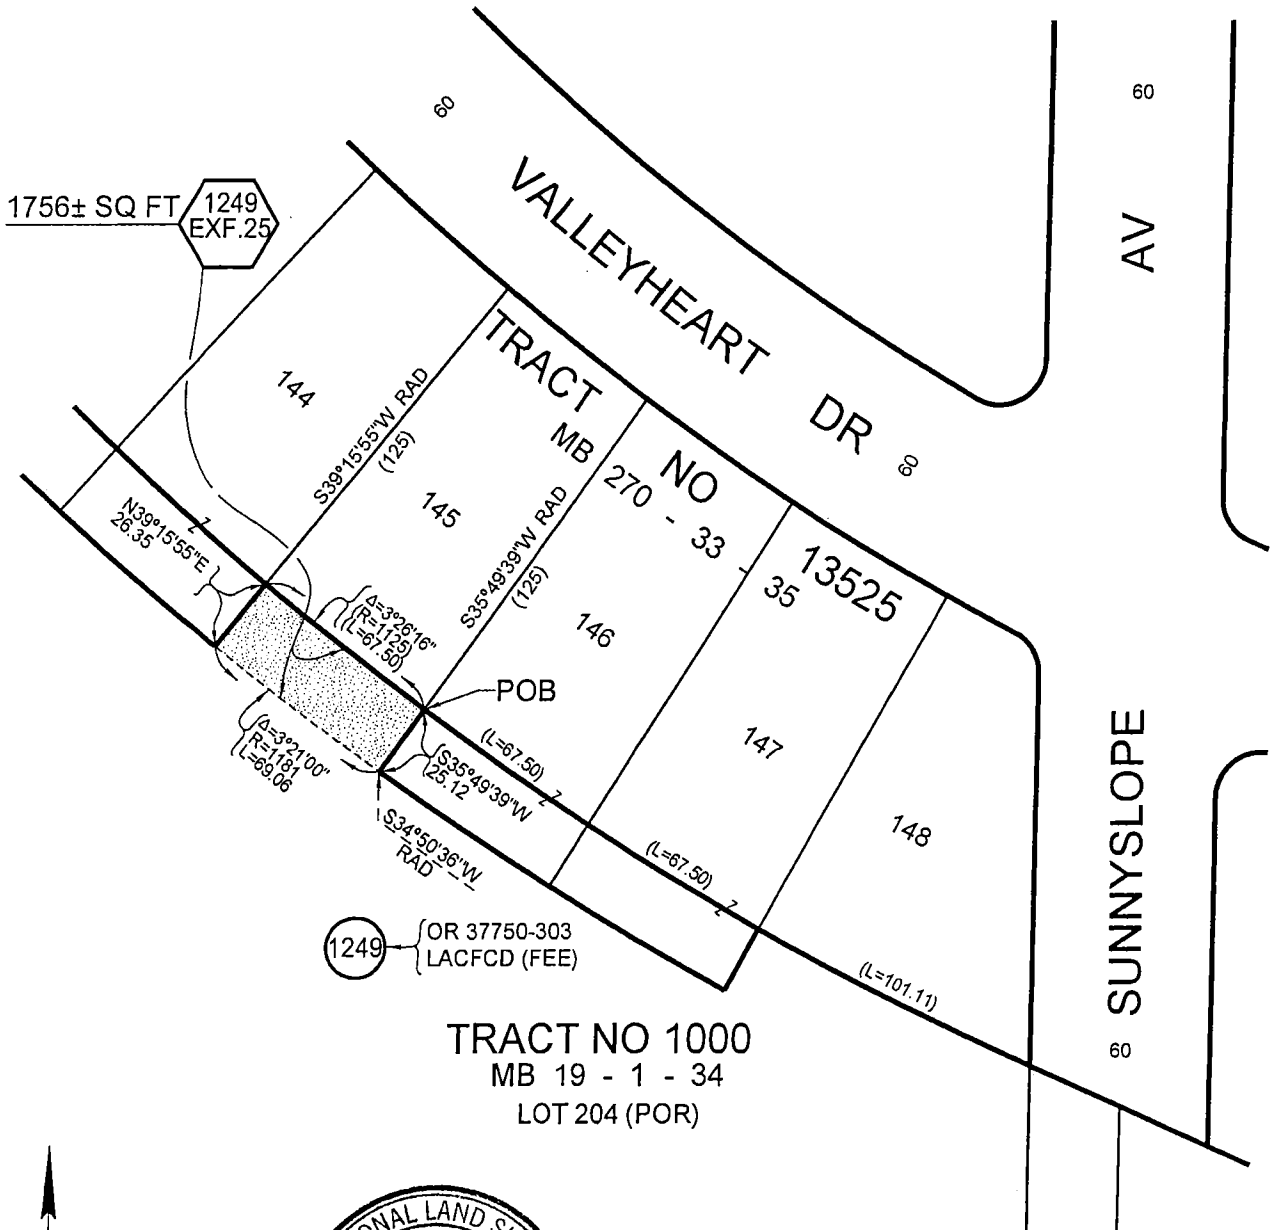 60
60
1756± SQ FT
1249
EXF.25
VALLEYHEART DR
60
SUNNYSLOPE AV
60
TRACT NO 13525
MB 270 - 33 - 35
144
S39°15'55"W RAD
(125)
145
S35°49'39"W RAD
(125)
146
147
148
N39°15'55"E
26.35
Δ=3°26'16"
(R=1125)
(L=67.50)
POB
Δ=3°21'00"
R=1181
L=69.06
(L=67.50)
S35°49'39"W
25.12
S34°50'36"W
RAD
(L=67.50)
(L=101.11)
1249
OR 37750-303
LACFCD (FEE)
TRACT NO 1000
MB 19 - 1 - 34
LOT 204 (POR)
ONAL LAND S